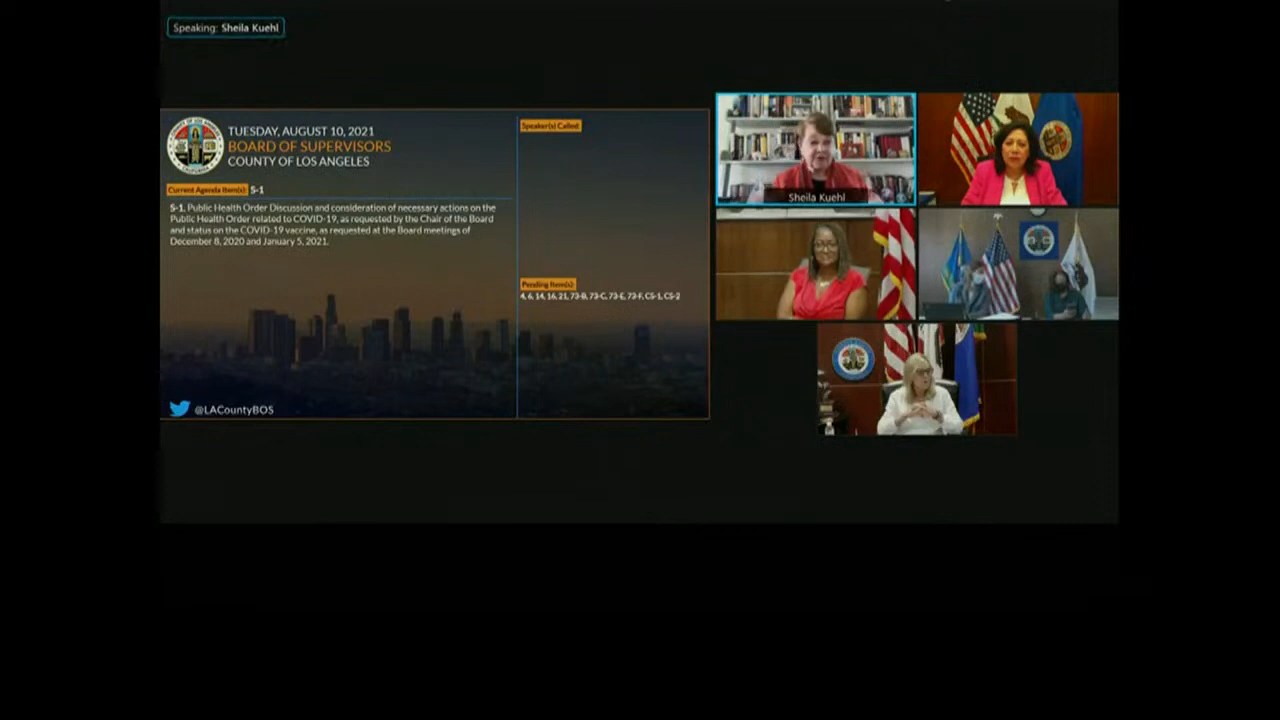 Speaking: Sheila Kuehl
TUESDAY, AUGUST 10, 2021
BOARD OF SUPERVISORS
COUNTY OF LOS ANGELES
Current Agenda Item(s): S-1
S-1. Public Health Order Discussion and consideration of necessary actions on the
Public Health Order related to COVID-19, as requested by the Chair of the Board
and status on the COVID-19 vaccine, as requested at the Board meetings of
December 8, 2020 and January 5, 2021.
@LACountyBOS
Speaker(s) Called:
Pending Item(s):
4, 6, 14, 16, 21, 73-B, 73-C, 73-E, 73-F, CS-1, CS-2
Sheila Kuehl